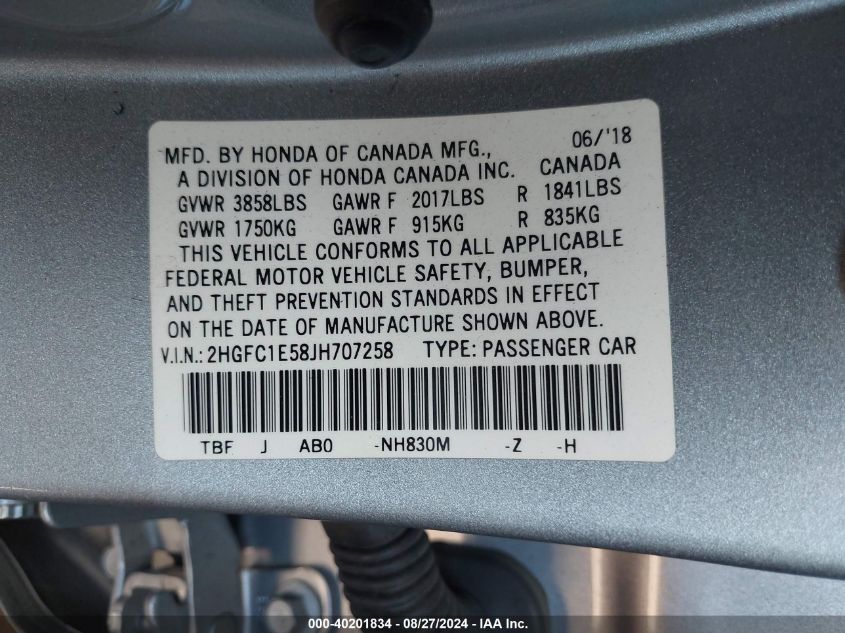 MFD. BY HONDA OF CANADA MFG., 06/'18
A DIVISION OF HONDA CANADA INC. CANADA
GVWR 3858LBS GAWR F 2017LBS R 1841LBS
GVWR 1750KG GAWR F 915KG R 835KG
THIS VEHICLE CONFORMS TO ALL APPLICABLE
FEDERAL MOTOR VEHICLE SAFETY, BUMPER,
AND THEFT PREVENTION STANDARDS IN EFFECT
ON THE DATE OF MANUFACTURE SHOWN ABOVE.
V.I.N.: 2HGFC1E58JH707258 TYPE: PASSENGER CAR
TBF J AB0 -NH830M -Z -H
000-40201834 - 08/27/2024 - IAA Inc.